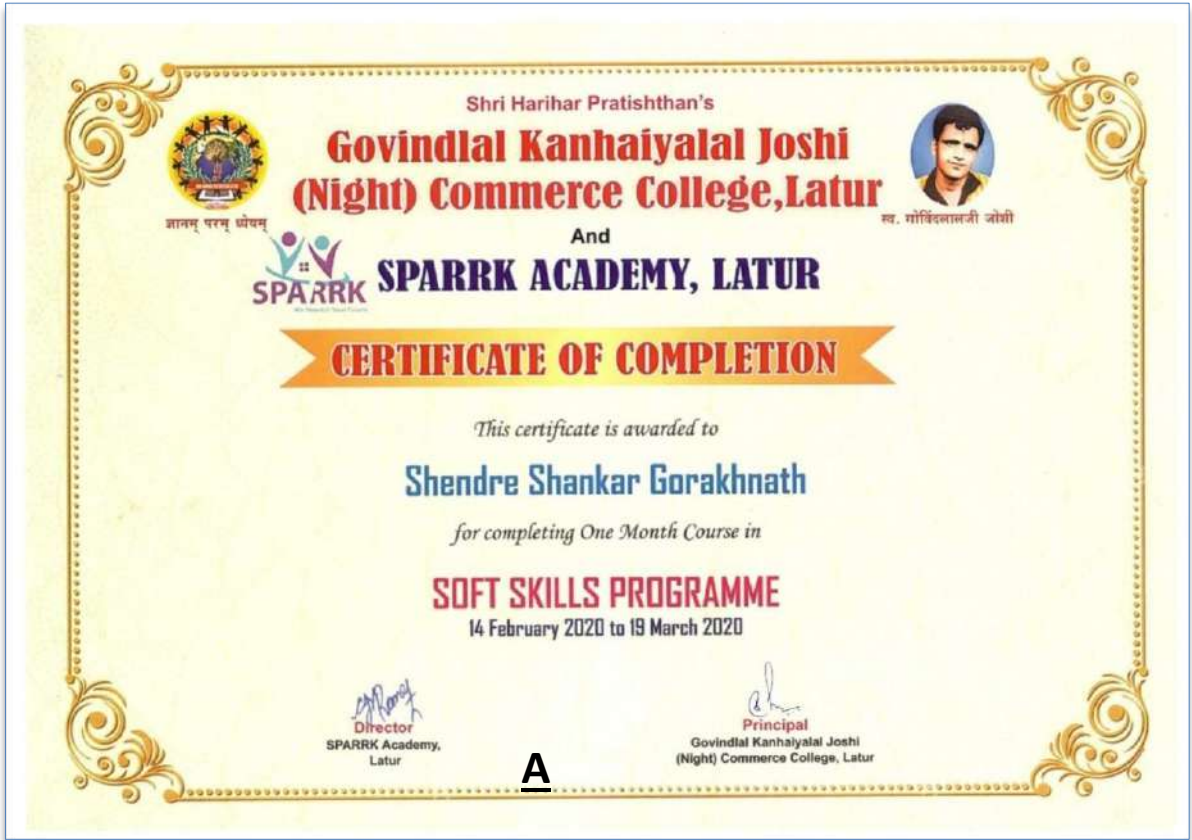 Shri Harihar Pratishthan's
Govindlal Kanhaiyalal Joshi
(Night) Commerce College,Latur
ज्ञानम् परम् ध्येयम्
स्व. गोविंदलालजी जोशी
And
SPARRK
SPARRK ACADEMY, LATUR
CERTIFICATE OF COMPLETION
This certificate is awarded to
Shendre Shankar Gorakhnath
for completing One Month Course in
SOFT SKILLS PROGRAMME
14 February 2020 to 19 March 2020
Director
SPARRK Academy,
Latur
Principal
Govindlal Kanhaiyalal Joshi
(Night) Commerce College, Latur
A